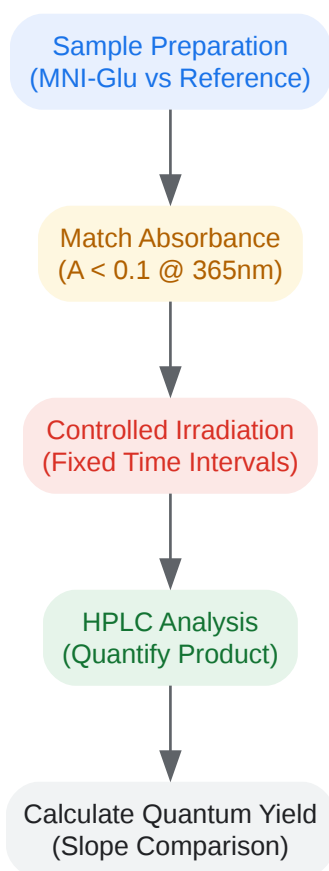 Sample Preparation
(MNI-Glu vs Reference)
Match Absorbance
(A < 0.1 @ 365nm)
Controlled Irradiation
(Fixed Time Intervals)
HPLC Analysis
(Quantify Product)
Calculate Quantum Yield
(Slope Comparison)